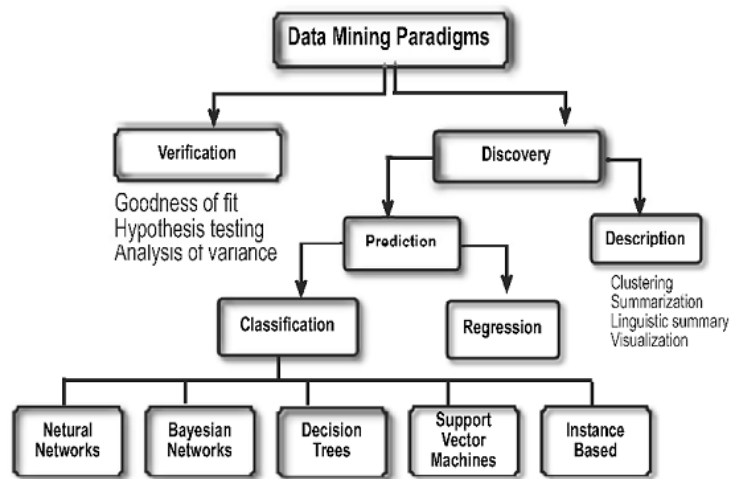 Data Mining Paradigms
Verification
Discovery
Goodness of fit
Hypothesis testing
Analysis of variance
Prediction
Description
Clustering
Summarization
Linguistic summary
Visualization
Classification
Regression
Netural
Networks
Bayesian
Networks
Decision
Trees
Support
Vector
Machines
Instance
Based